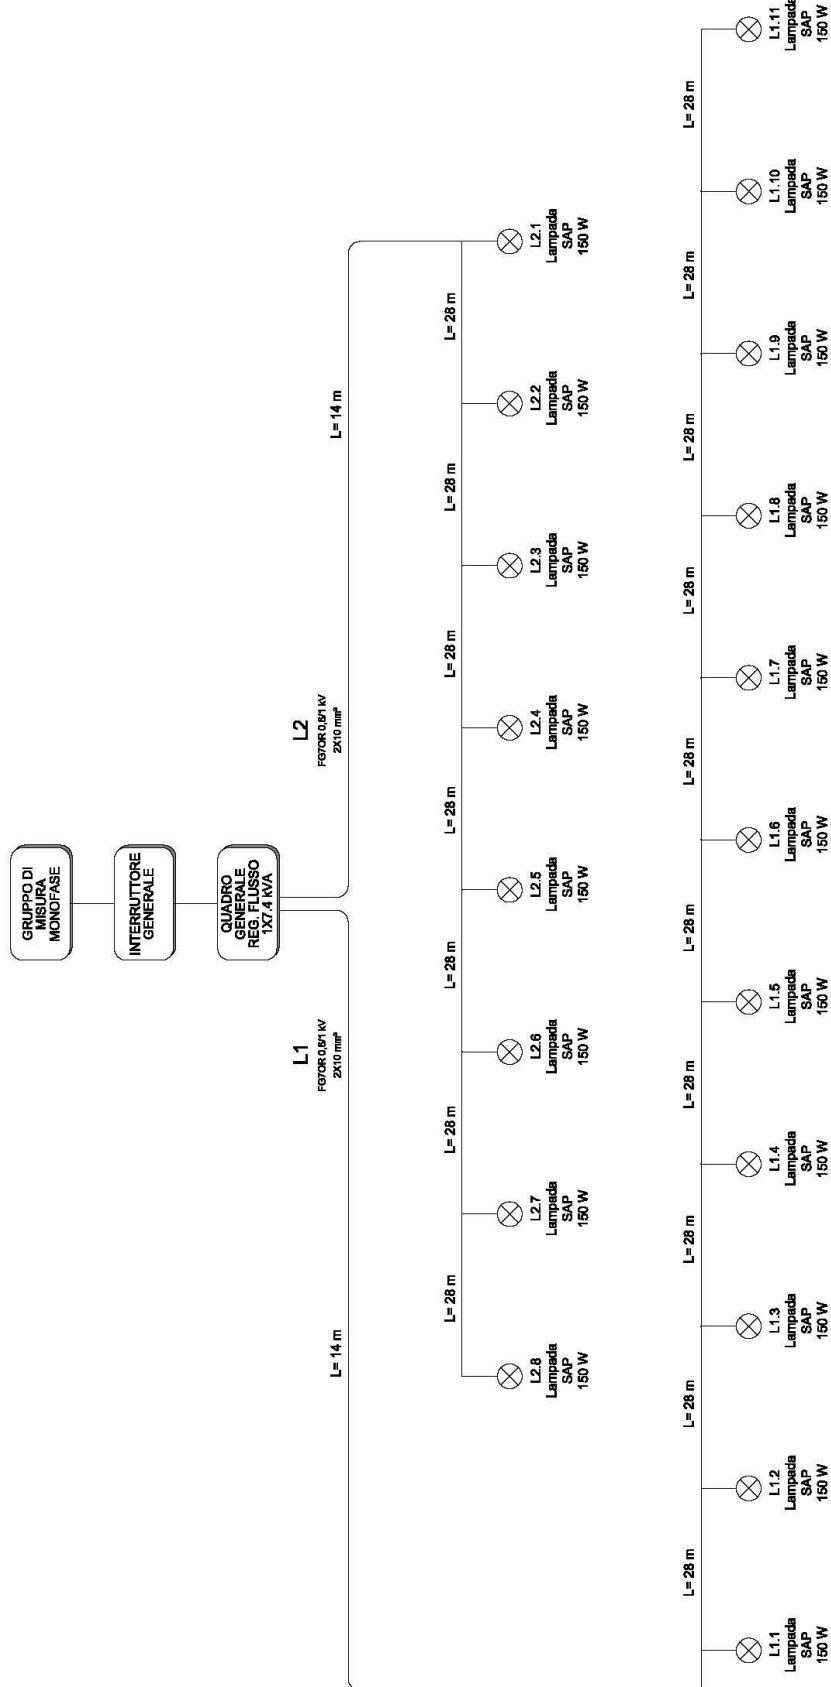 GRUPPO DI
MISURA
MONOFASE
INTERRUTTORE
GENERALE
QUADRO
GENERALE
REG. FLUSSO
1X7.4 kVA
L1
FG7OR 0,6/1 kV
2X10 mm²
L2
FG7OR 0,6/1 kV
2X10 mm²
L= 14 m
L= 14 m
L= 28 m
L= 28 m
L= 28 m
L= 28 m
L= 28 m
L= 28 m
L= 28 m
L2.8
Lampada
SAP
150 W
L2.7
Lampada
SAP
150 W
L2.6
Lampada
SAP
150 W
L2.5
Lampada
SAP
150 W
L2.4
Lampada
SAP
150 W
L2.3
Lampada
SAP
150 W
L2.2
Lampada
SAP
150 W
L2.1
Lampada
SAP
150 W
L= 28 m
L= 28 m
L= 28 m
L= 28 m
L= 28 m
L= 28 m
L= 28 m
L= 28 m
L= 28 m
L= 28 m
L1.1
Lampada
SAP
150 W
L1.2
Lampada
SAP
150 W
L1.3
Lampada
SAP
150 W
L1.4
Lampada
SAP
150 W
L1.5
Lampada
SAP
150 W
L1.6
Lampada
SAP
150 W
L1.7
Lampada
SAP
150 W
L1.8
Lampada
SAP
150 W
L1.9
Lampada
SAP
150 W
L1.10
Lampada
SAP
150 W
L1.11
Lampada
SAP
150 W